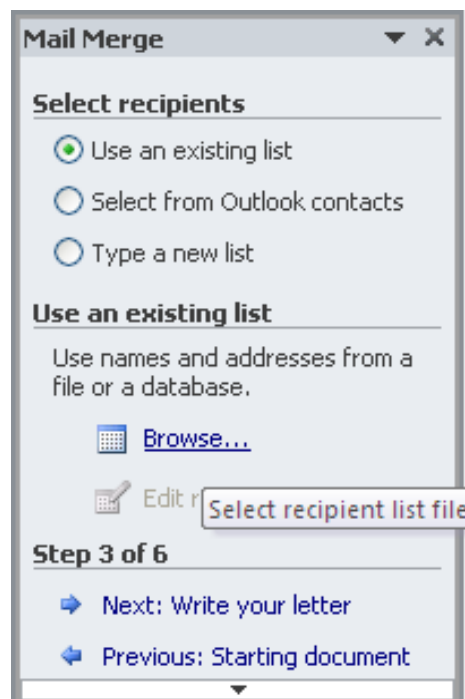 Mail Merge
Select recipients
Use an existing list
Select from Outlook contacts
Type a new list
Use an existing list
Use names and addresses from a
file or a database.
Browse...
Edit
Select recipient list file
Step 3 of 6
Next: Write your letter
Previous: Starting document